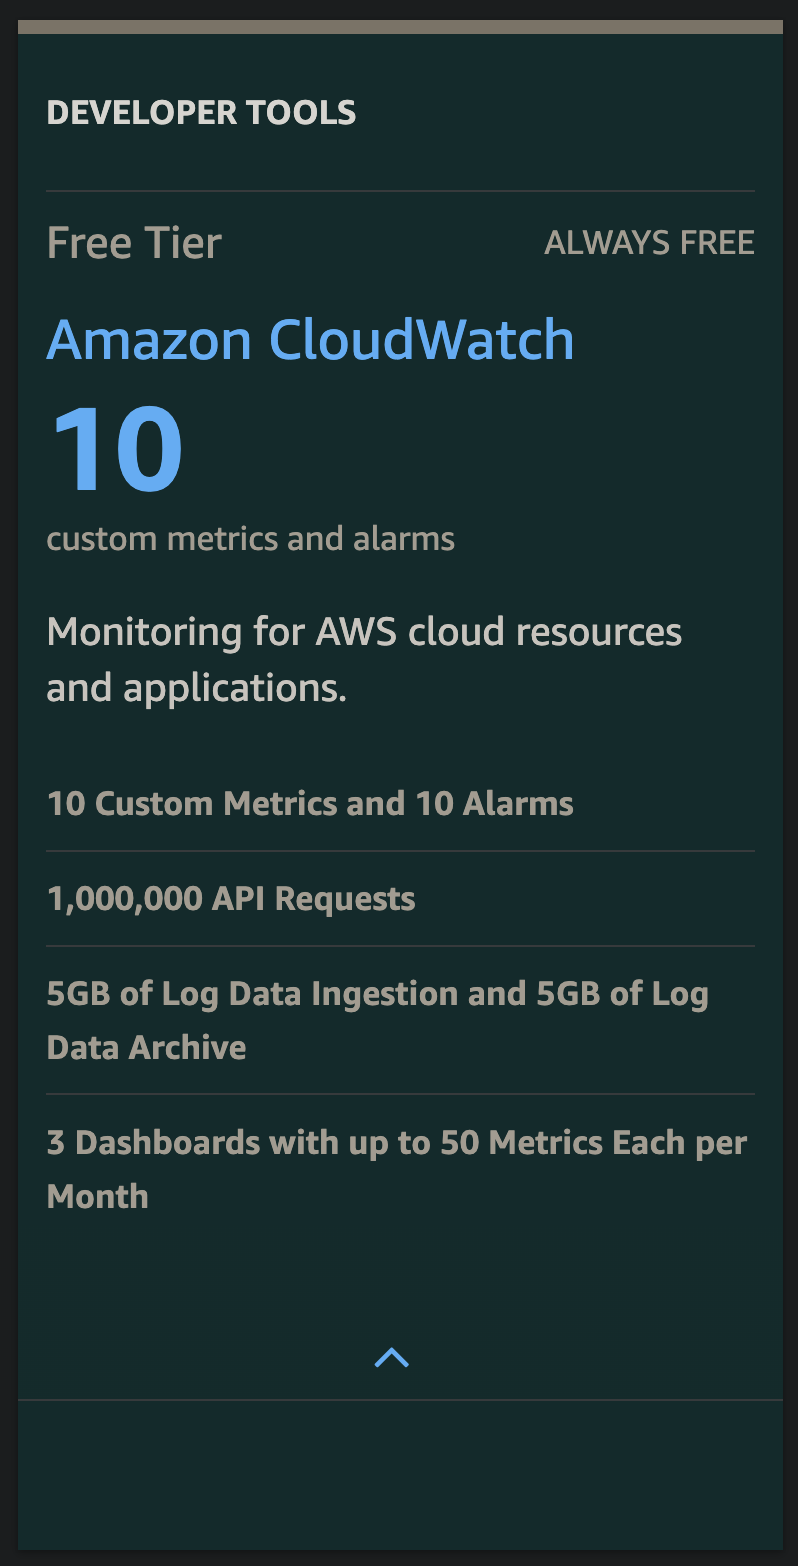 DEVELOPER TOOLS
Free Tier
ALWAYS FREE
Amazon CloudWatch
10
custom metrics and alarms
Monitoring for AWS cloud resources
and applications.
10 Custom Metrics and 10 Alarms
1,000,000 API Requests
5GB of Log Data Ingestion and 5GB of Log
Data Archive
3 Dashboards with up to 50 Metrics Each per
Month